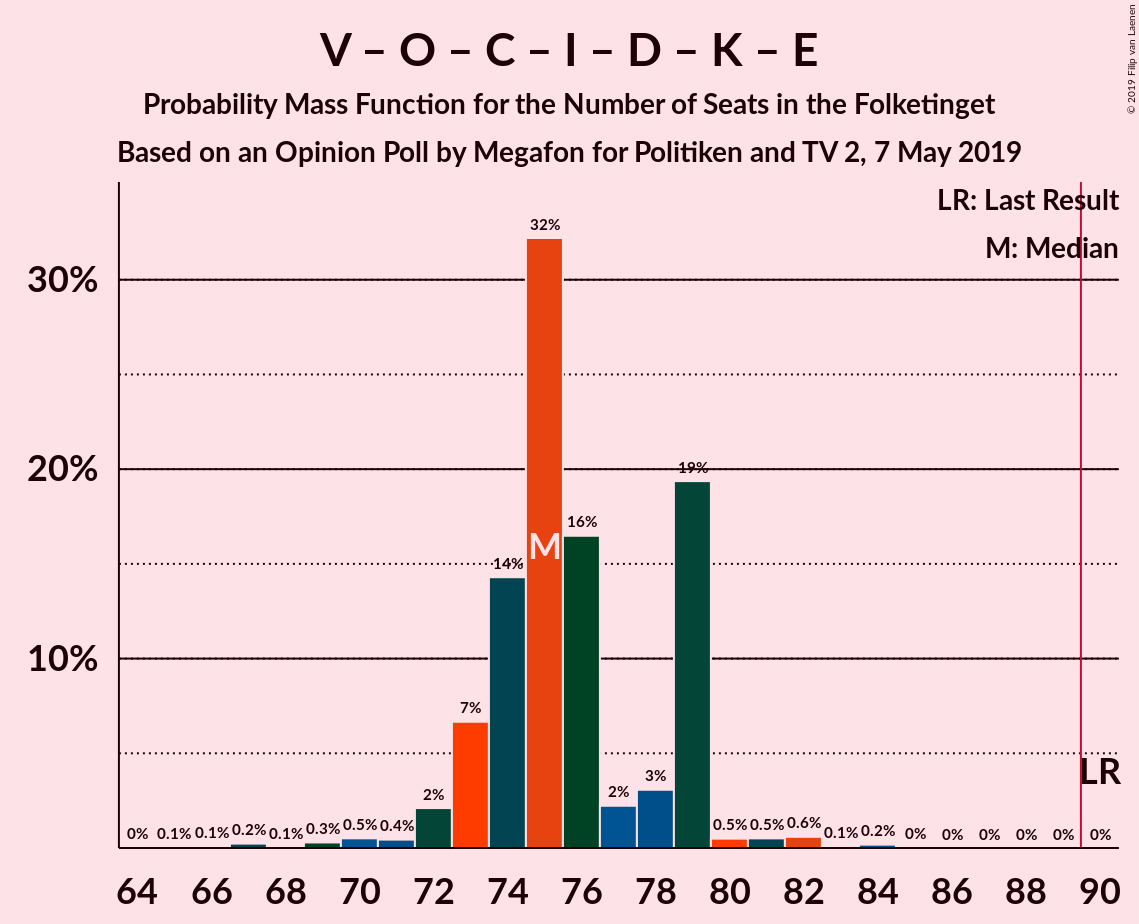 V – O – C – I – D – K – E
Probability Mass Function for the Number of Seats in the Folketinget
Based on an Opinion Poll by Megafon for Politiken and TV 2, 7 May 2019
© 2019 Filip van Laenen
LR: Last Result
M: Median
30%
20%
10%
0% 0.1% 0.1% 0.2% 0.1% 0.3% 0.5% 0.4% 2% 7% 14% 32% 16% 2% 3% 19% 0.5% 0.5% 0.6% 0.1% 0.2% 0% 0% 0% 0% 0% 0%
M
LR
64 66 68 70 72 74 76 78 80 82 84 86 88 90